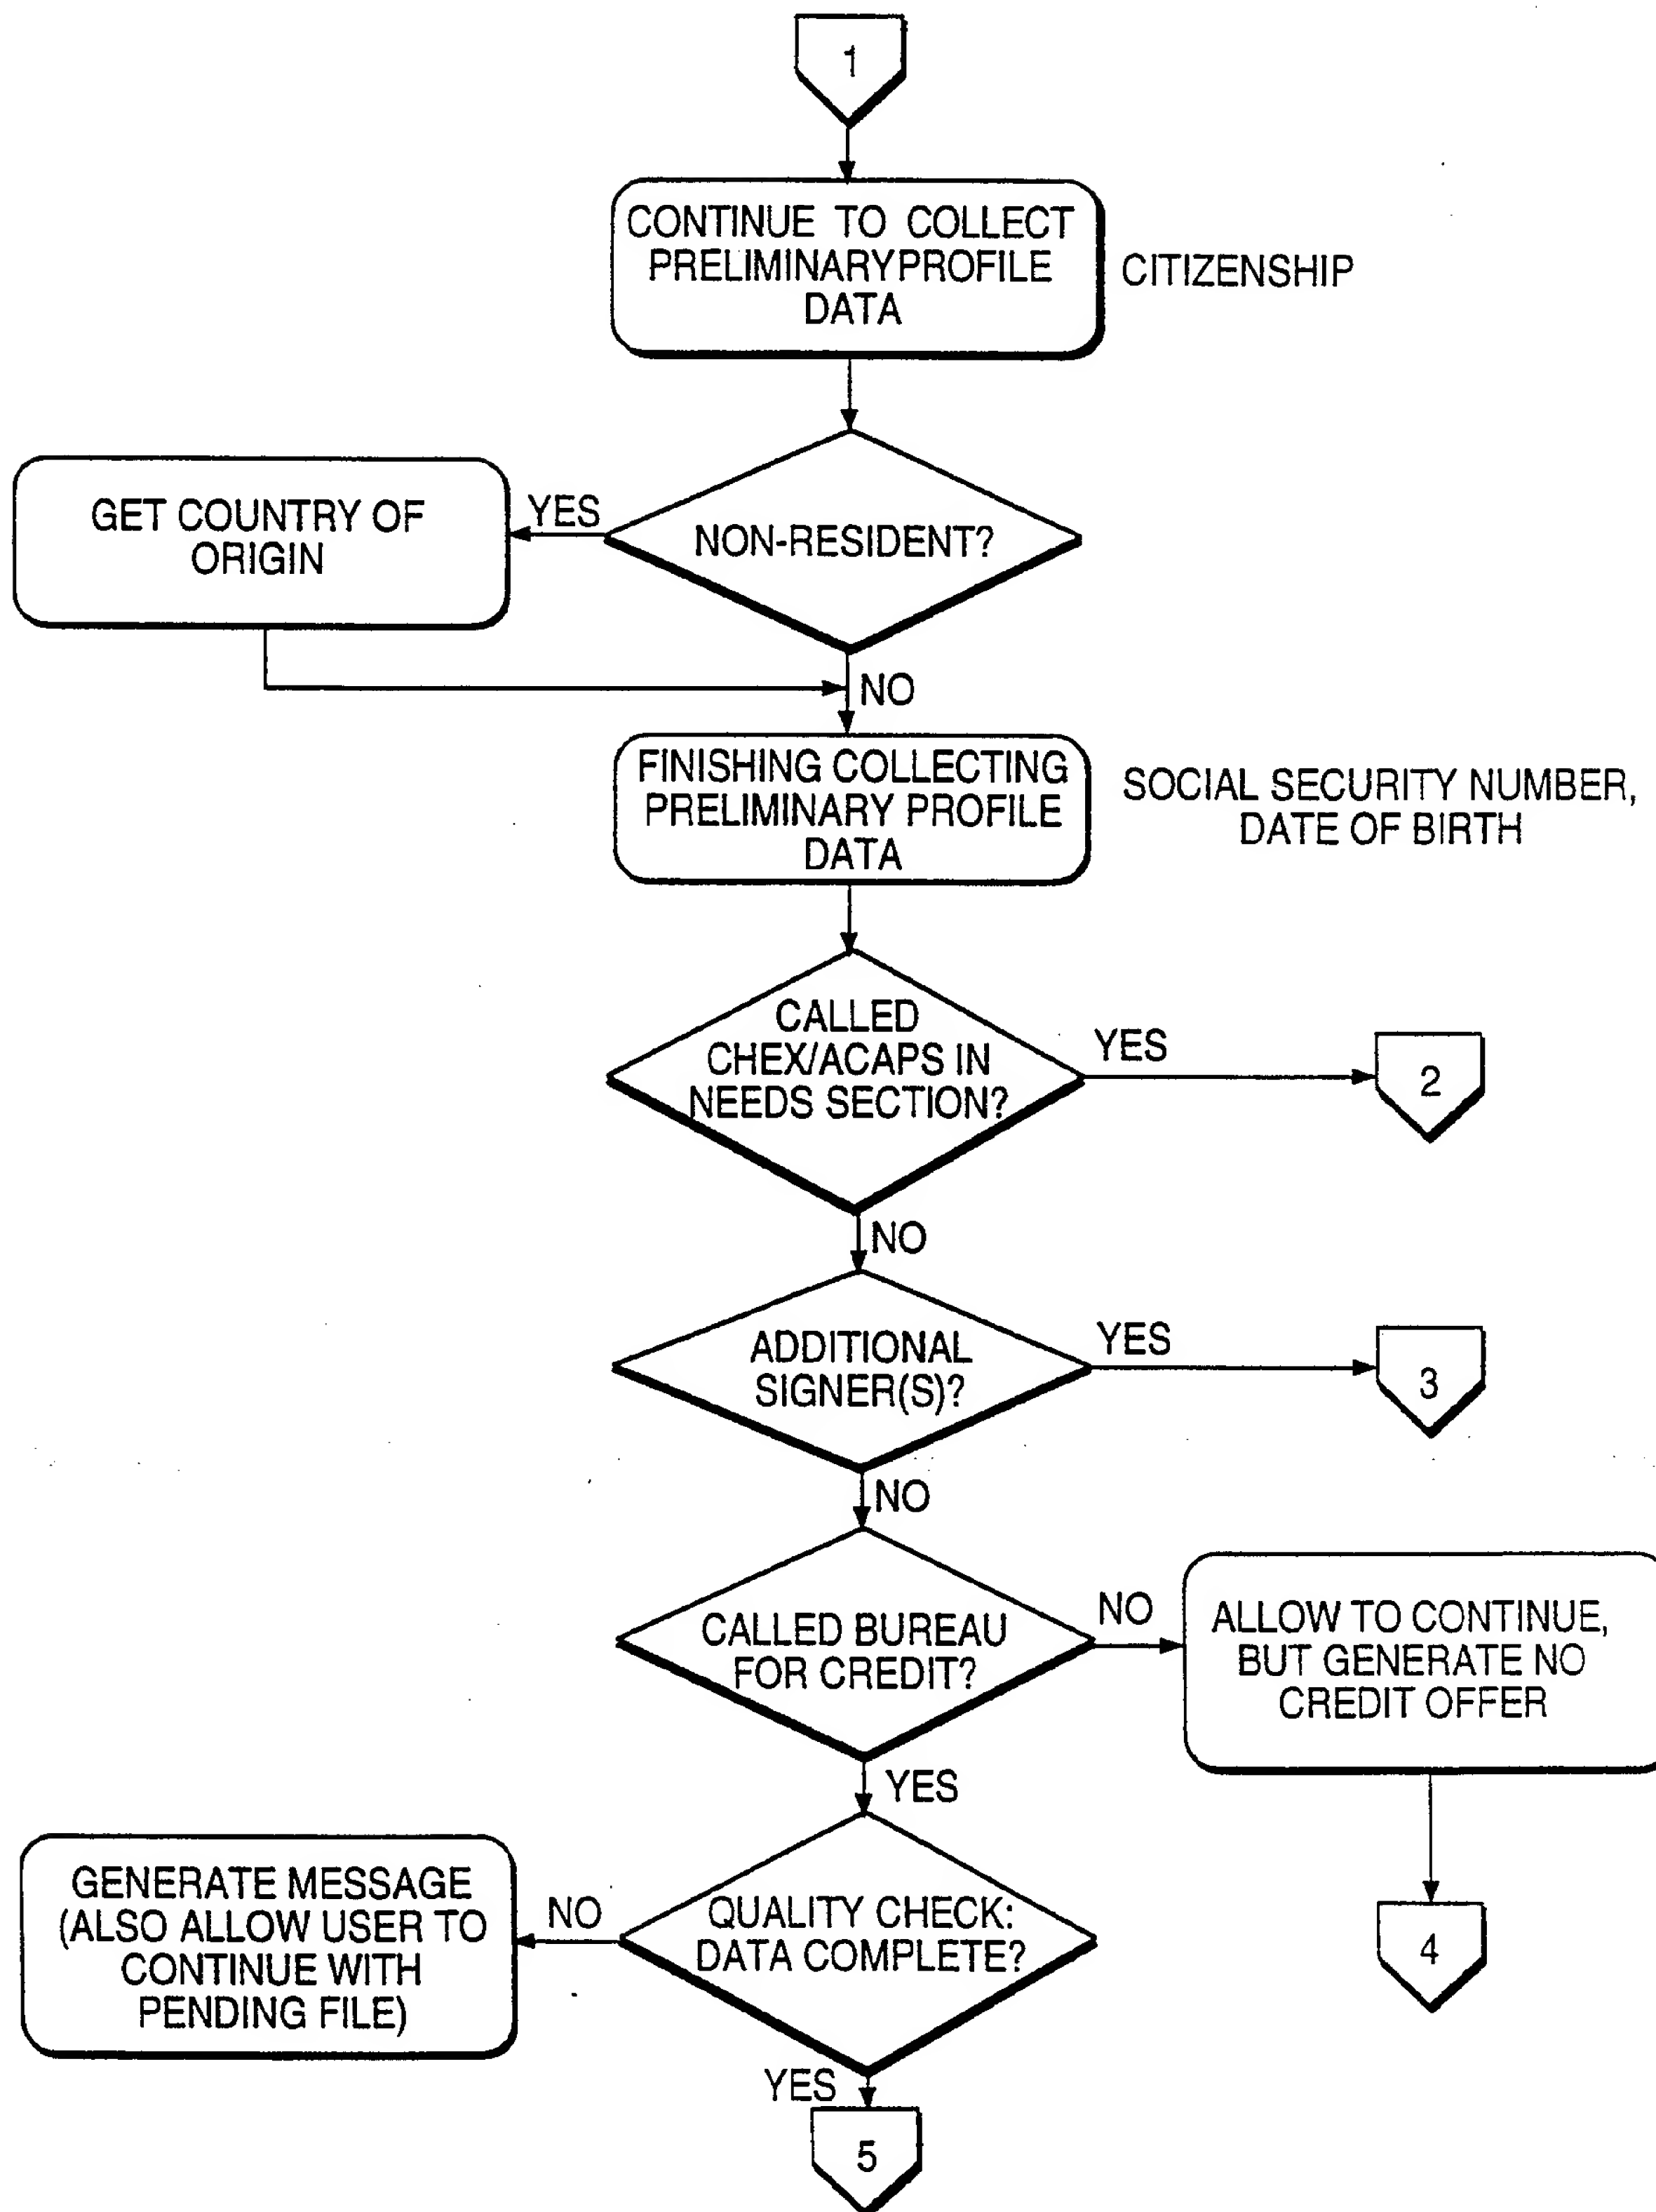 1
CONTINUE TO COLLECT
PRELIMINARYPROFILE
DATA
CITIZENSHIP
GET COUNTRY OF
ORIGIN
YES
NON-RESIDENT?
NO
FINISHING COLLECTING
PRELIMINARY PROFILE
DATA
SOCIAL SECURITY NUMBER,
DATE OF BIRTH
CALLED
CHEX/ACAPS IN
NEEDS SECTION?
YES
2
NO
ADDITIONAL
SIGNER(S)?
YES
3
NO
CALLED BUREAU
FOR CREDIT?
NO
ALLOW TO CONTINUE,
BUT GENERATE NO
CREDIT OFFER
4
YES
QUALITY CHECK:
DATA COMPLETE?
NO
GENERATE MESSAGE
(ALSO ALLOW USER TO
CONTINUE WITH
PENDING FILE)
YES
5